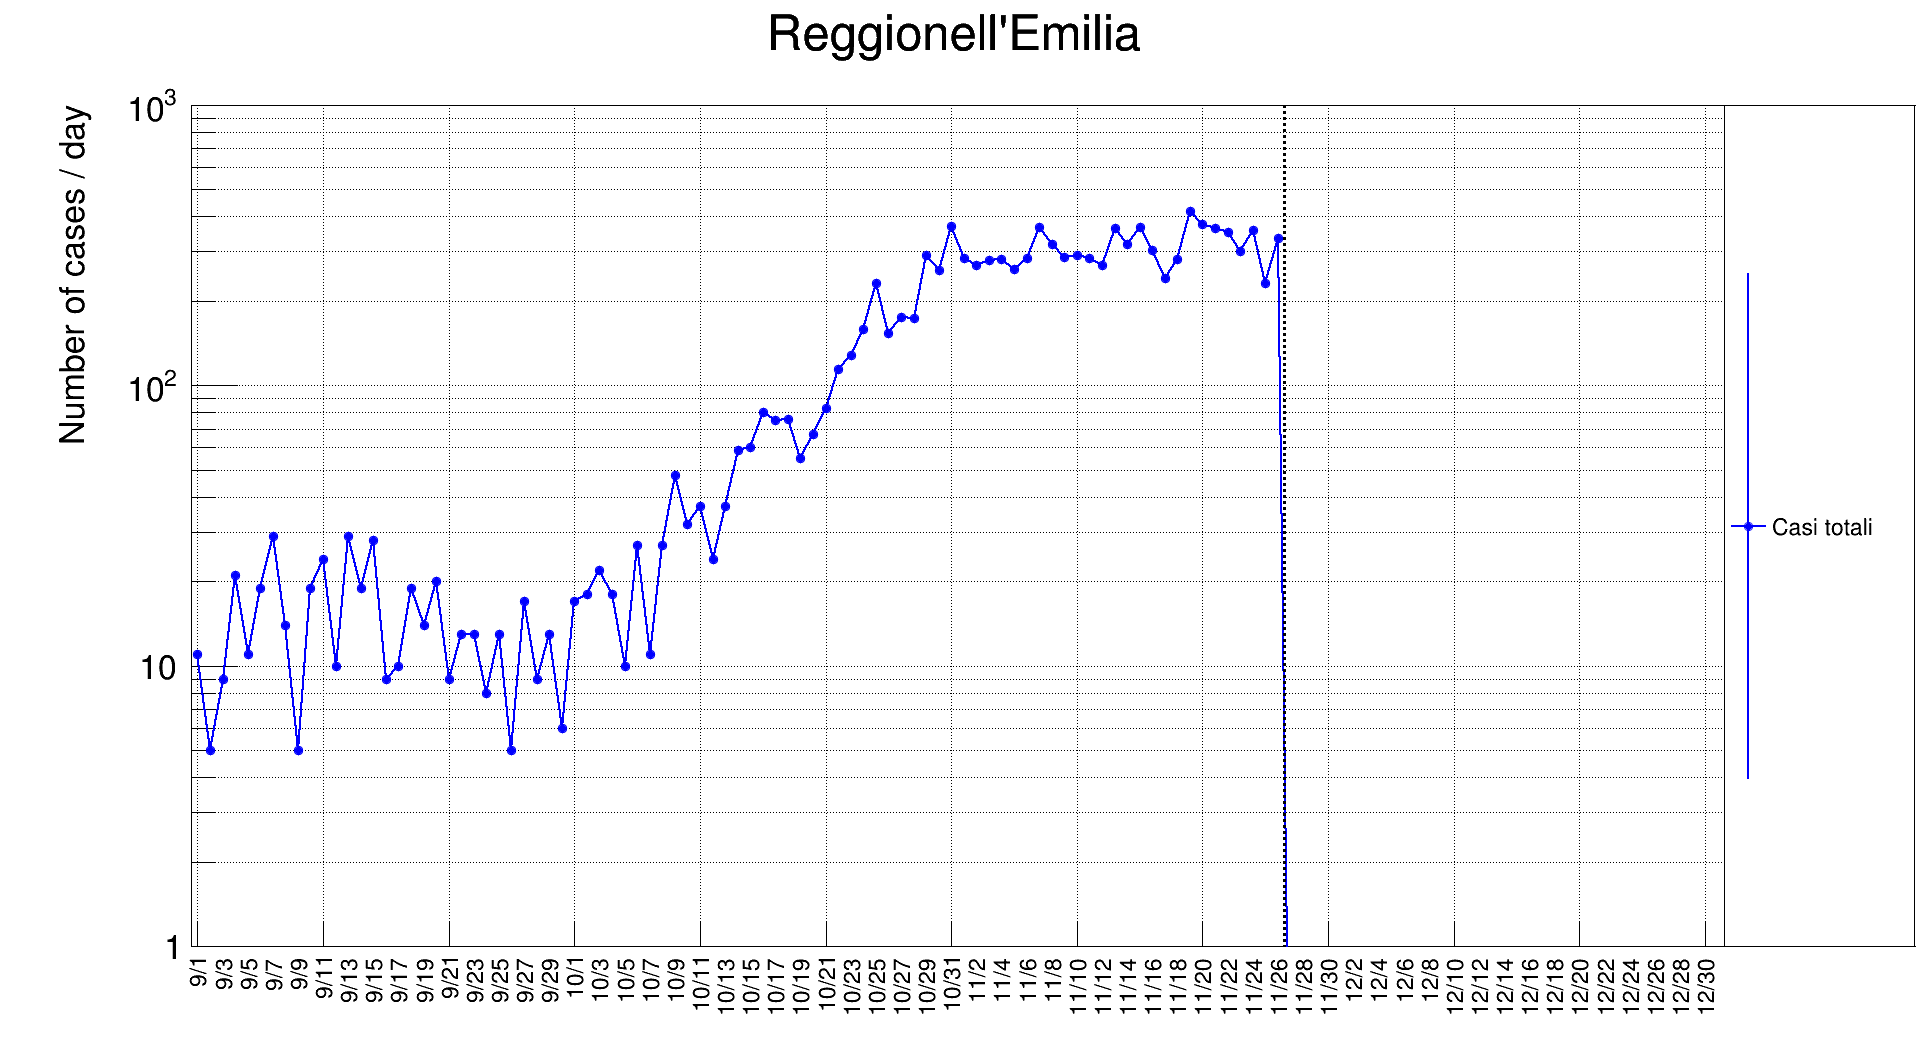 Reggionell'Emilia
Number of cases / day
10³
10²
10
1
9/1 9/3 9/5 9/7 9/9 9/11 9/13 9/15 9/17 9/19 9/21 9/23 9/25 9/27 9/29 10/1 10/3 10/5 10/7 10/9 10/11 10/13 10/15 10/17 10/19 10/21 10/23 10/25 10/27 10/29 10/31 11/2 11/4 11/6 11/8 11/10 11/12 11/14 11/16 11/18 11/20 11/22 11/24 11/26 11/28 11/30 12/2 12/4 12/6 12/8 12/10 12/12 12/14 12/16 12/18 12/20 12/22 12/24 12/26 12/28 12/30
Casi totali